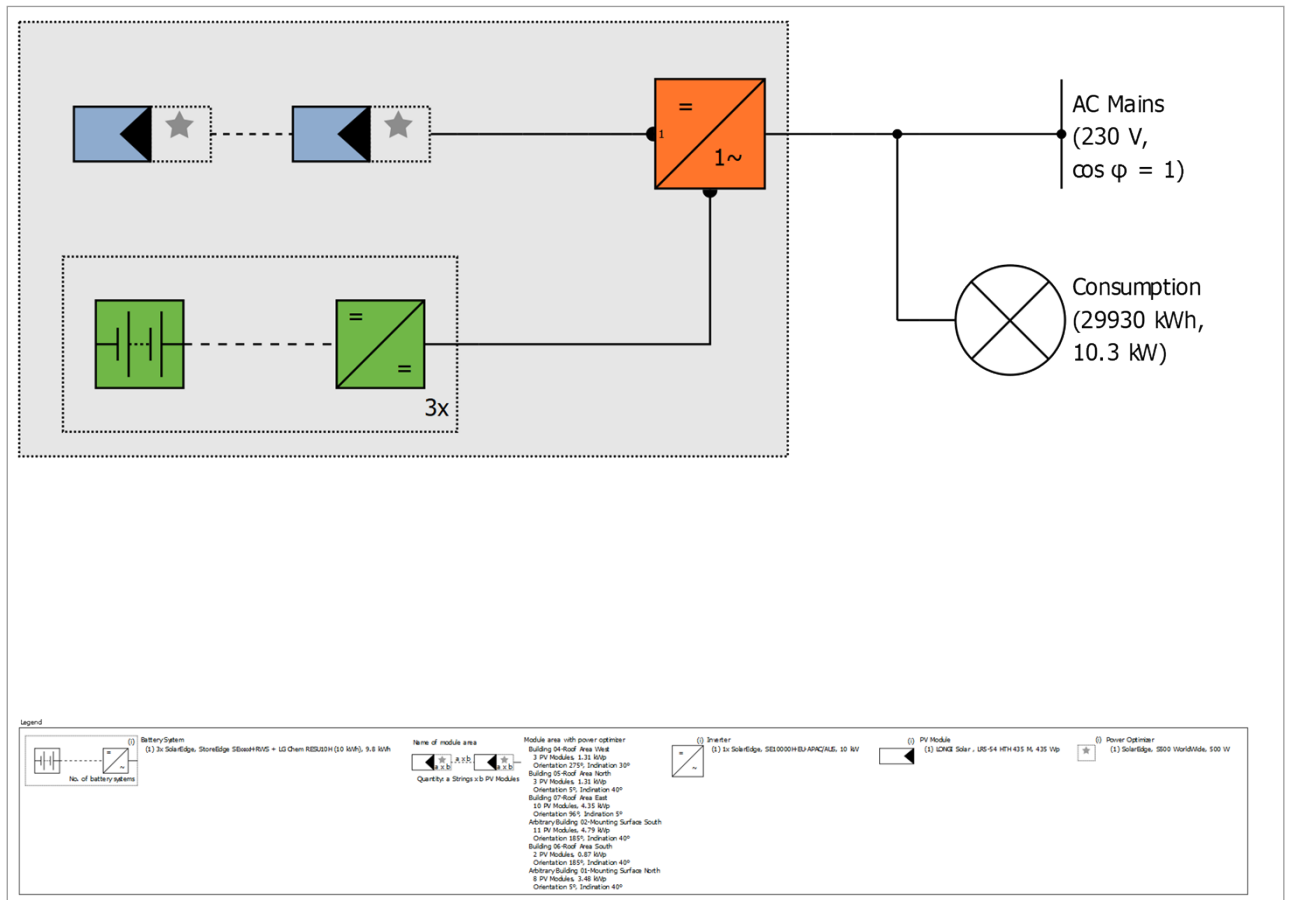 =
1
1~
AC Mains
(230 V,
cos φ = 1)
Consumption
(29930 kWh,
10.3 kW)
=
=
3x
Legend
(i) Battery System
(1) 3x SolarEdge, StoreEdge SExxxxH-RWS + LG Chem RESU10H (10 kWh), 9.8 kWh
=
~
No. of battery systems
Name of module area
a x b , a x b a x b
Quantity: a Strings x b PV Modules
Module area with power optimizer
Building 04-Roof Area West
3 PV Modules, 1.31 kWp
Orientation 275°, Inclination 30°
Building 05-Roof Area North
3 PV Modules, 1.31 kWp
Orientation 5°, Inclination 40°
Building 07-Roof Area East
10 PV Modules, 4.35 kWp
Orientation 96°, Inclination 5°
Arbitrary Building 02-Mounting Surface South
11 PV Modules, 4.79 kWp
Orientation 185°, Inclination 40°
Building 06-Roof Area South
2 PV Modules, 0.87 kWp
Orientation 185°, Inclination 40°
Arbitrary Building 01-Mounting Surface North
8 PV Modules, 3.48 kWp
Orientation 5°, Inclination 40°
(i) Inverter
(1) 1x SolarEdge, SE10000H-EU-APAC/AUS, 10 kW
=
~
(i) PV Module
(1) LONGI Solar , LR5-54 HTH 435 M, 435 Wp
(i) Power Optimizer
(1) SolarEdge, S500 WorldWide, 500 W